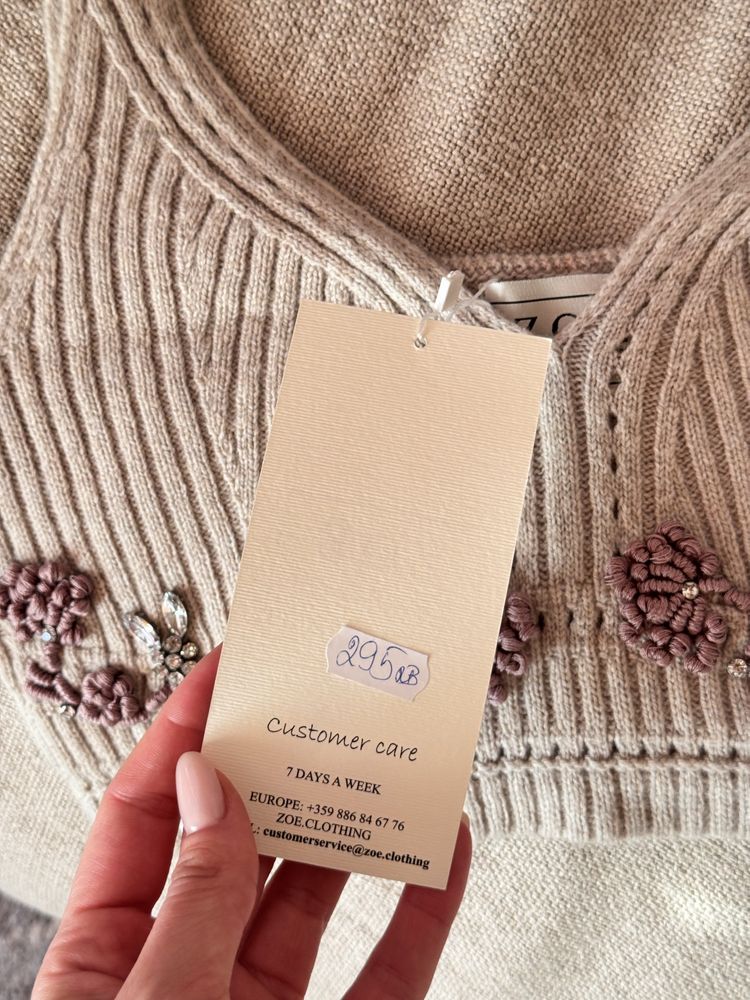 295лв
Customer care
7 DAYS A WEEK
EUROPE: +359 886 84 67 76
ZOE.CLOTHING
customerservice@zoe.clothing